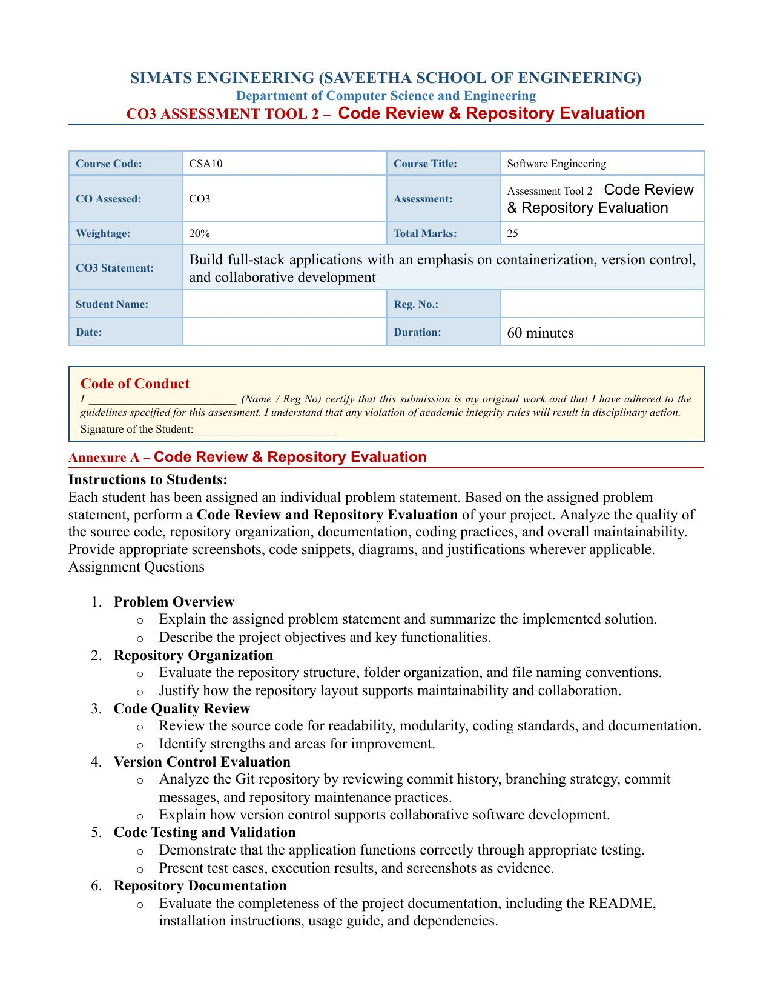 SIMATS ENGINEERING (SAVEETHA SCHOOL OF ENGINEERING)
Department of Computer Science and Engineering
CO3 ASSESSMENT TOOL 2 – Code Review & Repository Evaluation
Course Code: CSA10 Course Title: Software Engineering
CO Assessed: CO3 Assessment: Assessment Tool 2 – Code Review
& Repository Evaluation
Weightage: 20% Total Marks: 25
CO3 Statement: Build full-stack applications with an emphasis on containerization, version control,
and collaborative development
Student Name: Reg. No.:
Date: Duration: 60 minutes
Code of Conduct
I __________________________ (Name / Reg No) certify that this submission is my original work and that I have adhered to the
guidelines specified for this assessment. I understand that any violation of academic integrity rules will result in disciplinary action.
Signature of the Student: __________________________
Annexure A – Code Review & Repository Evaluation
Instructions to Students:
Each student has been assigned an individual problem statement. Based on the assigned problem
statement, perform a Code Review and Repository Evaluation of your project. Analyze the quality of
the source code, repository organization, documentation, coding practices, and overall maintainability.
Provide appropriate screenshots, code snippets, diagrams, and justifications wherever applicable.
Assignment Questions
1. Problem Overview
o Explain the assigned problem statement and summarize the implemented solution.
o Describe the project objectives and key functionalities.
2. Repository Organization
o Evaluate the repository structure, folder organization, and file naming conventions.
o Justify how the repository layout supports maintainability and collaboration.
3. Code Quality Review
o Review the source code for readability, modularity, coding standards, and documentation.
o Identify strengths and areas for improvement.
4. Version Control Evaluation
o Analyze the Git repository by reviewing commit history, branching strategy, commit
messages, and repository maintenance practices.
o Explain how version control supports collaborative software development.
5. Code Testing and Validation
o Demonstrate that the application functions correctly through appropriate testing.
o Present test cases, execution results, and screenshots as evidence.
6. Repository Documentation
o Evaluate the completeness of the project documentation, including the README,
installation instructions, usage guide, and dependencies.